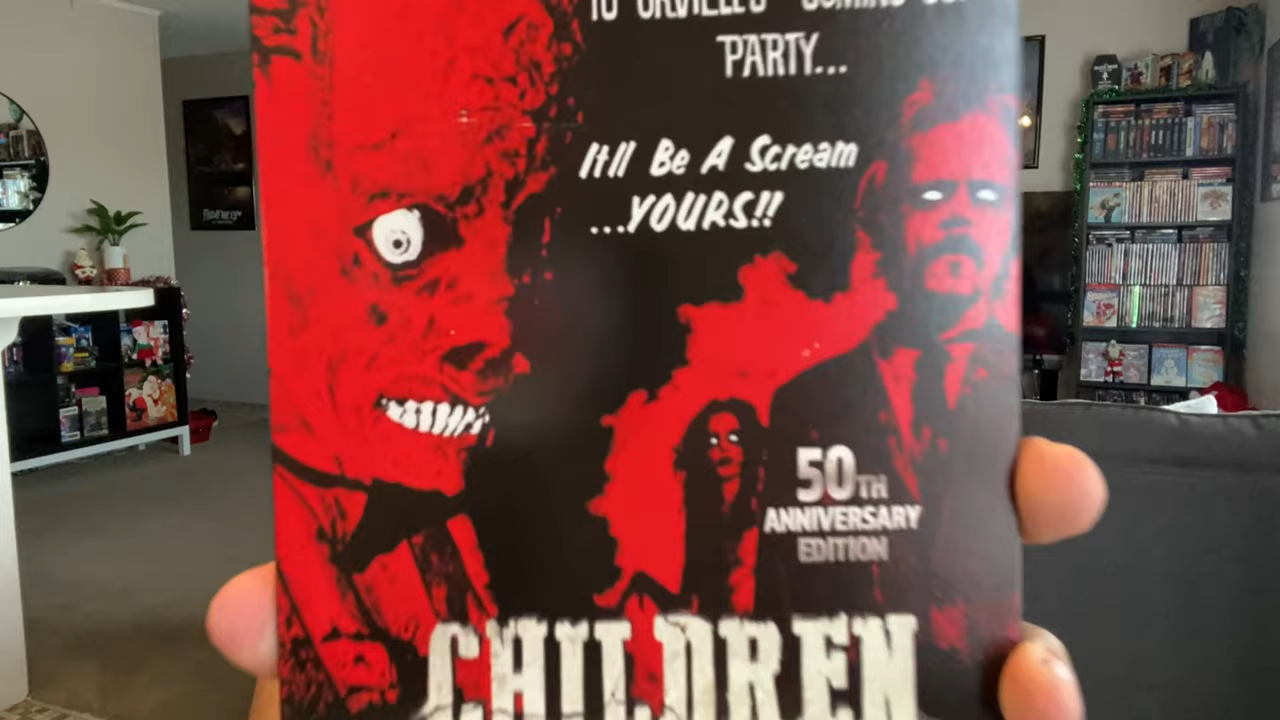 TO ORVILLE'S "COMING OUT"
PARTY...
It'll Be A Scream
...YOURS!!
50TH
ANNIVERSARY
EDITION
CHILDREN